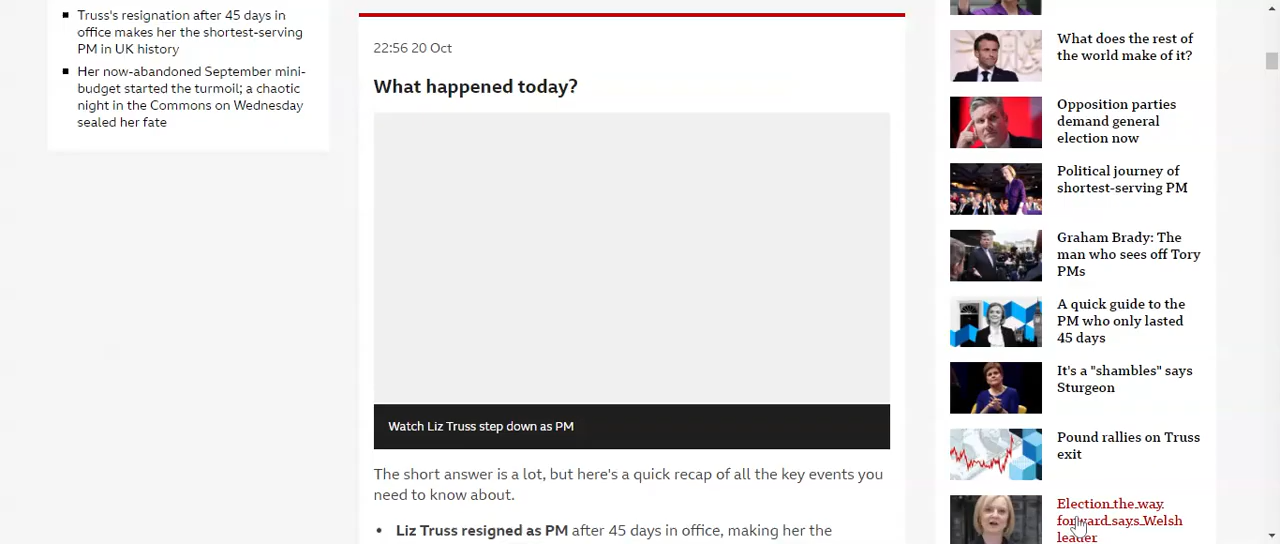 Truss's resignation after 45 days in
office makes her the shortest-serving
PM in UK history
Her now-abandoned September mini-
budget started the turmoil; a chaotic
night in the Commons on Wednesday
sealed her fate
22:56 20 Oct
What happened today?
Watch Liz Truss step down as PM
The short answer is a lot, but here's a quick recap of all the key events you
need to know about.
• Liz Truss resigned as PM after 45 days in office, making her the
What does the rest of
the world make of it?
Opposition parties
demand general
election now
Political journey of
shortest-serving PM
Graham Brady: The
man who sees off Tory
PMs
A quick guide to the
PM who only lasted
45 days
It's a "shambles" says
Sturgeon
Pound rallies on Truss
exit
Election the way
forward says Welsh
leader